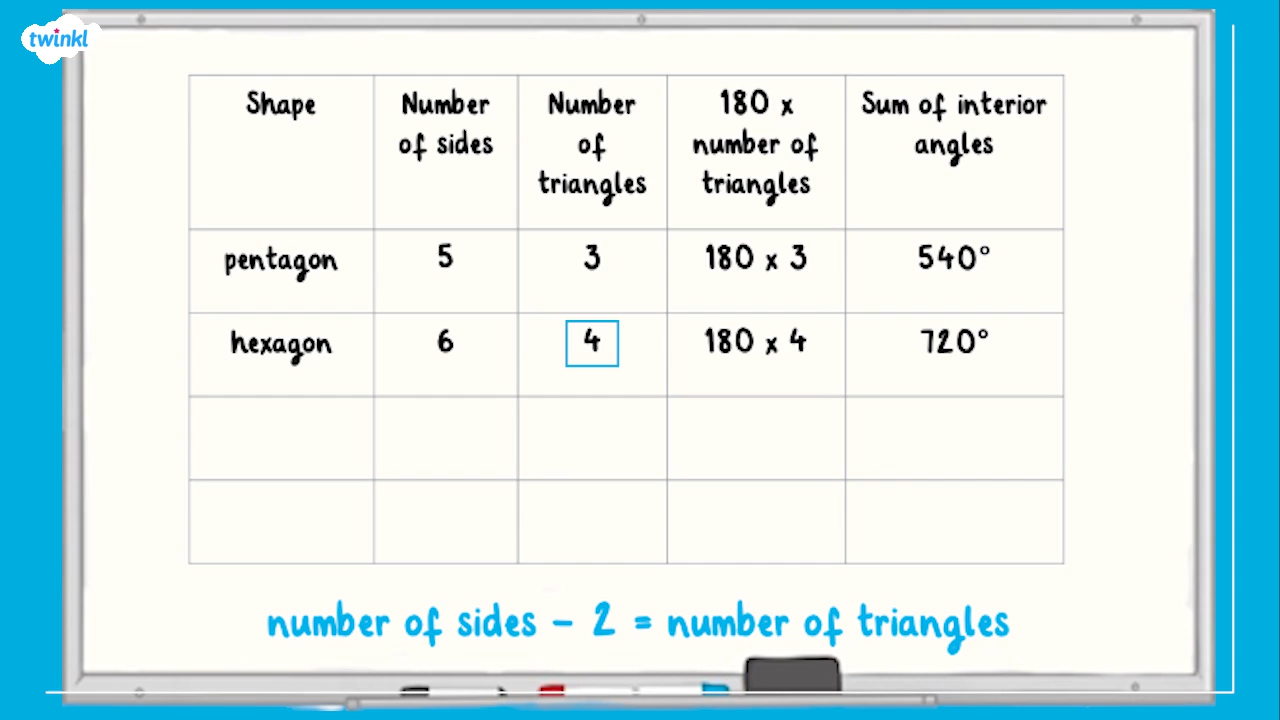 twinkl
Shape
Number
of sides
Number
of
triangles
180 x
number of
triangles
Sum of interior
angles
pentagon
5
3
180 x 3
540°
hexagon
6
4
180 x 4
720°
number of sides - 2 = number of triangles